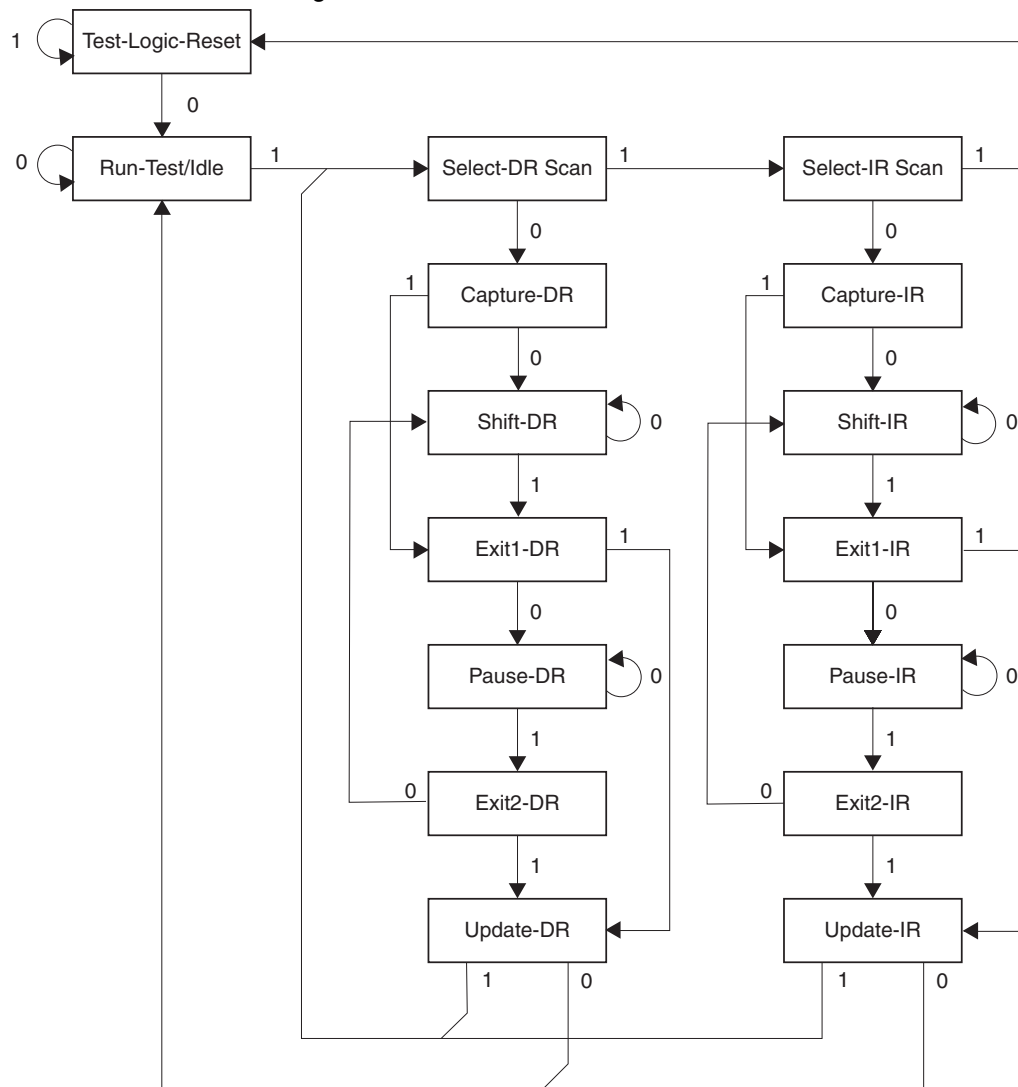 1
Test-Logic-Reset
0
0
Run-Test/Idle
1
Select-DR Scan
1
Select-IR Scan
1
0
0
1
Capture-DR
1
Capture-IR
0
0
Shift-DR
0
Shift-IR
0
1
1
Exit1-DR
1
Exit1-IR
1
0
0
Pause-DR
0
Pause-IR
0
1
1
0
Exit2-DR
0
Exit2-IR
1
1
Update-DR
Update-IR
1
0
1
0